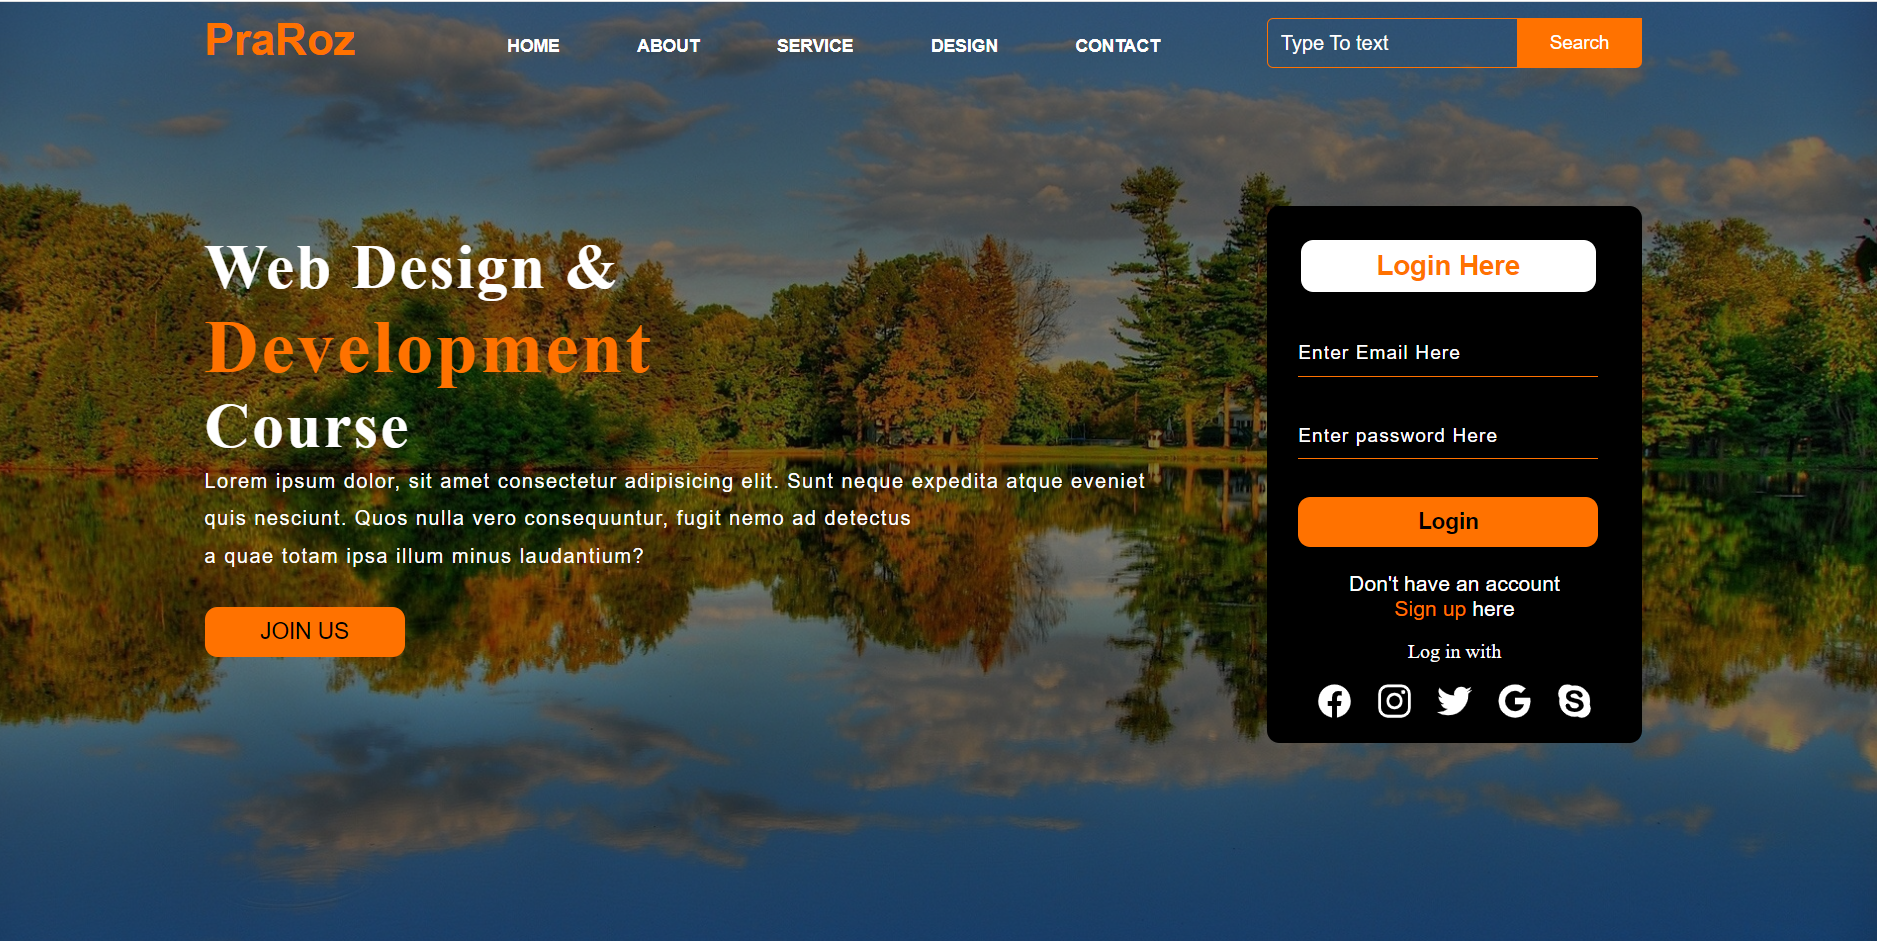 PraRoz
HOME ABOUT SERVICE DESIGN CONTACT
Type To text Search
Web Design &
Development
Course
Lorem ipsum dolor, sit amet consectetur adipisicing elit. Sunt neque expedita atque eveniet
quis nesciunt. Quos nulla vero consequuntur, fugit nemo ad detectus
a quae totam ipsa illum minus laudantium?
JOIN US
Login Here
Enter Email Here
Enter password Here
Login
Don't have an account
Sign up here
Log in with